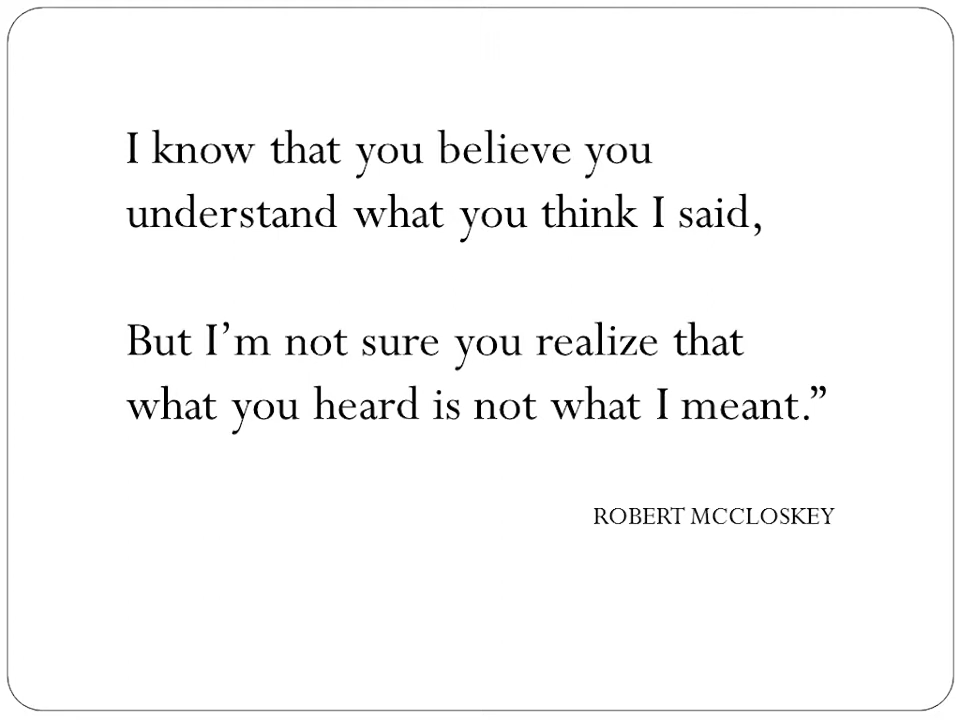 I know that you believe you
understand what you think I said,
But I’m not sure you realize that
what you heard is not what I meant.”
ROBERT MCCLOSKEY